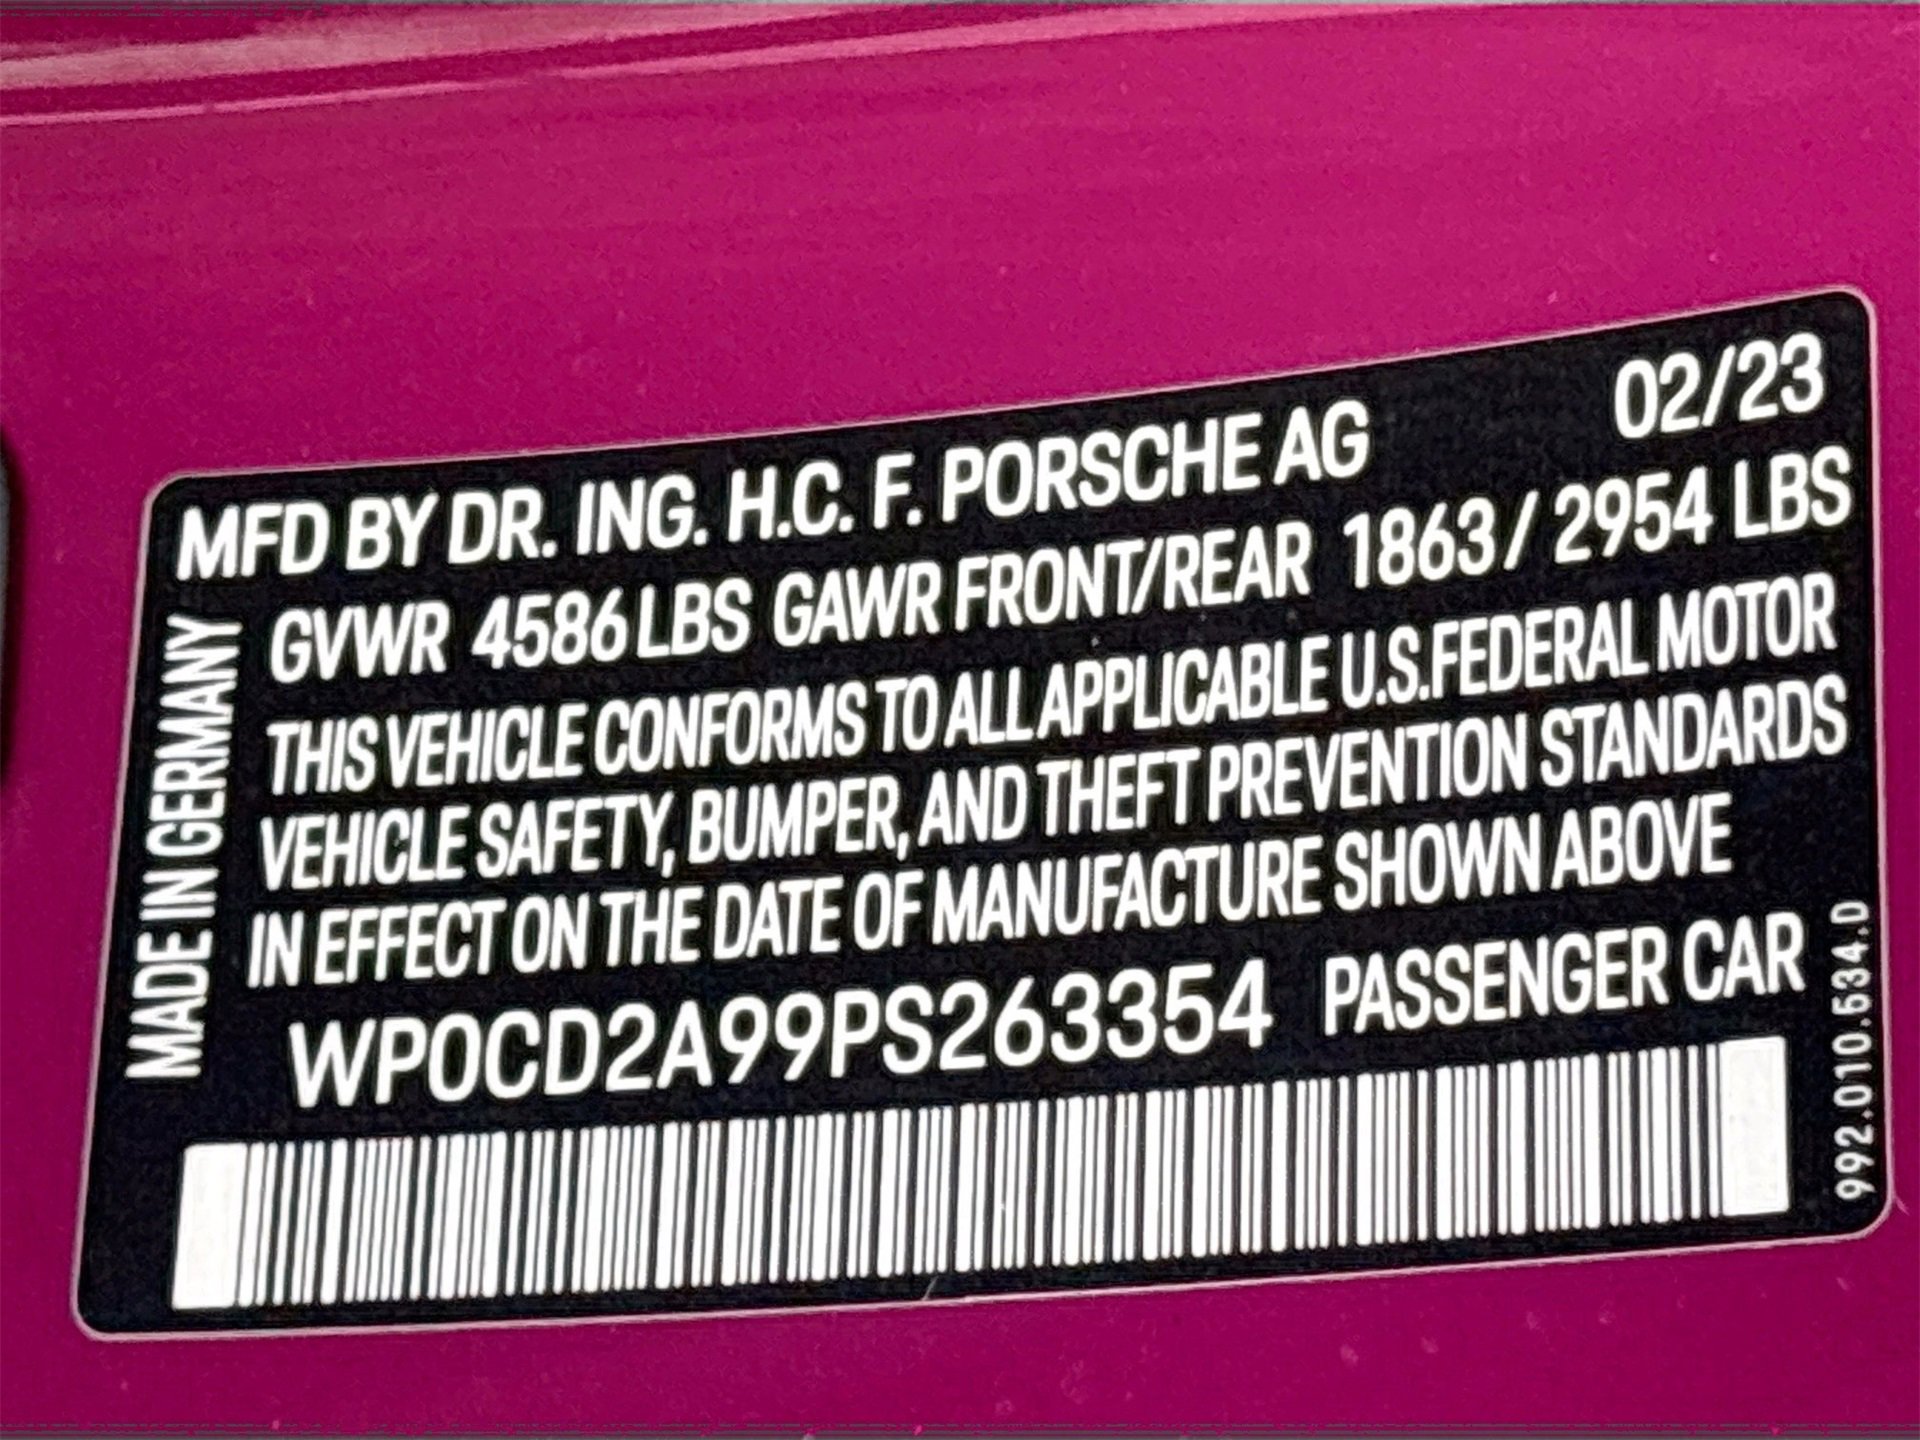 MFD BY DR. ING. H.C. F. PORSCHE AG 02/23
GVWR 4586 LBS GAWR FRONT/REAR 1863 / 2954 LBS
THIS VEHICLE CONFORMS TO ALL APPLICABLE U.S.FEDERAL MOTOR
VEHICLE SAFETY, BUMPER, AND THEFT PREVENTION STANDARDS
IN EFFECT ON THE DATE OF MANUFACTURE SHOWN ABOVE
WP0CD2A99PS263354 PASSENGER CAR
MADE IN GERMANY
992.010.534.D